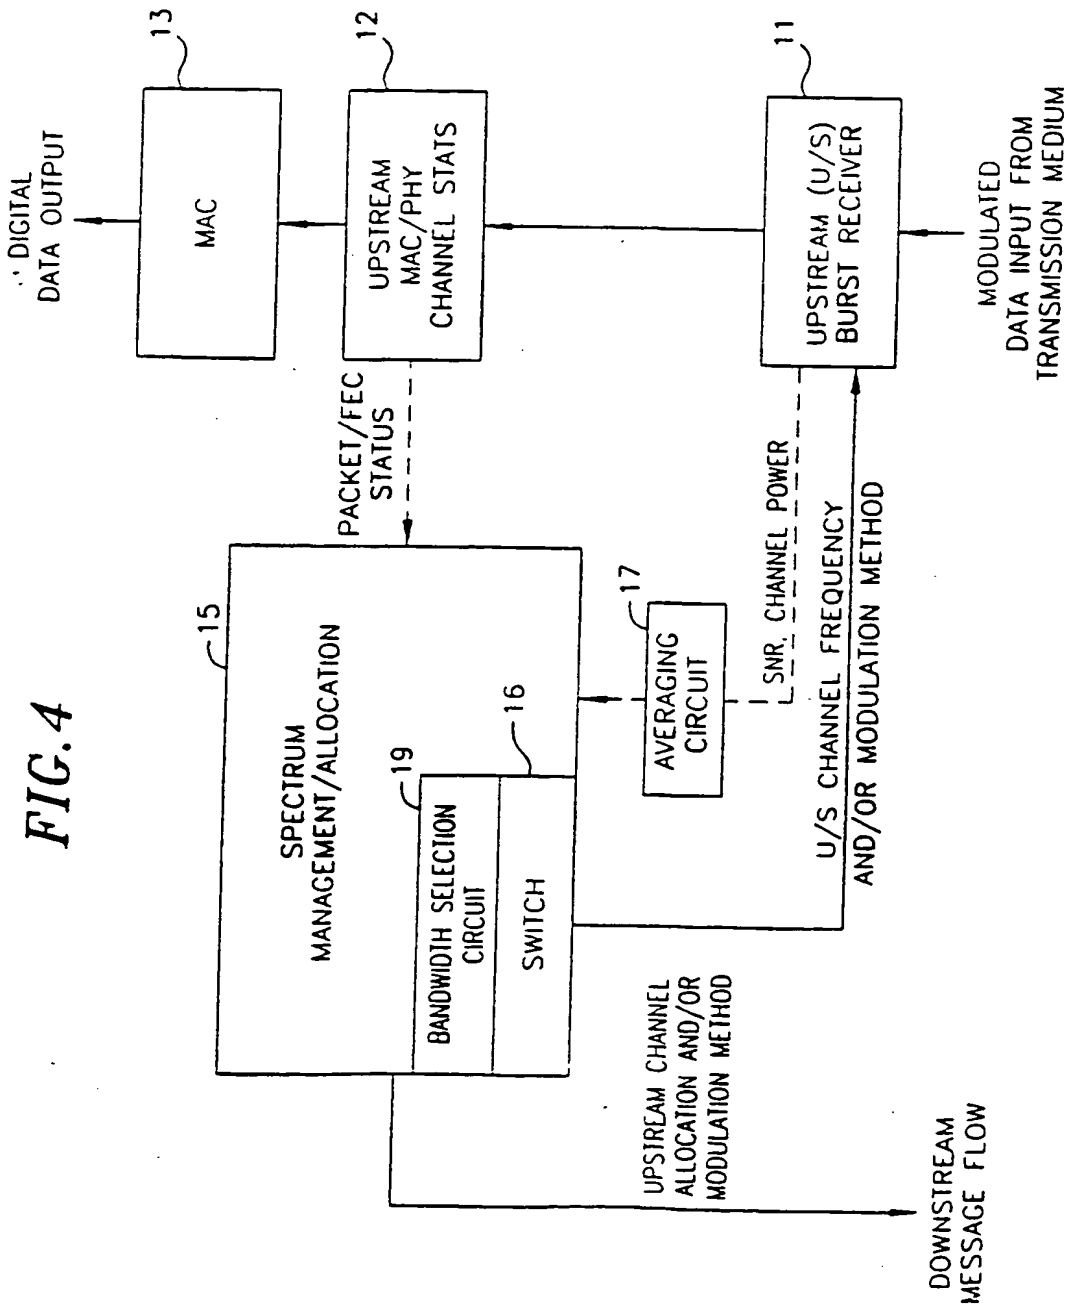 FIG. 4
13
12
11
DIGITAL
DATA OUTPUT
MAC
UPSTREAM
MAC/PHY
CHANNEL STATS
UPSTREAM (U/S)
BURST RECEIVER
MODULATED
DATA INPUT FROM
TRANSMISSION MEDIUM
PACKET/FEC
STATUS
15
SPECTRUM
MANAGEMENT/ALLOCATION
19
BANDWIDTH SELECTION
CIRCUIT
16
SWITCH
17
AVERAGING
CIRCUIT
SNR, CHANNEL POWER
U/S CHANNEL FREQUENCY
AND/OR MODULATION METHOD
UPSTREAM CHANNEL
ALLOCATION AND/OR
MODULATION METHOD
DOWNSTREAM
MESSAGE FLOW